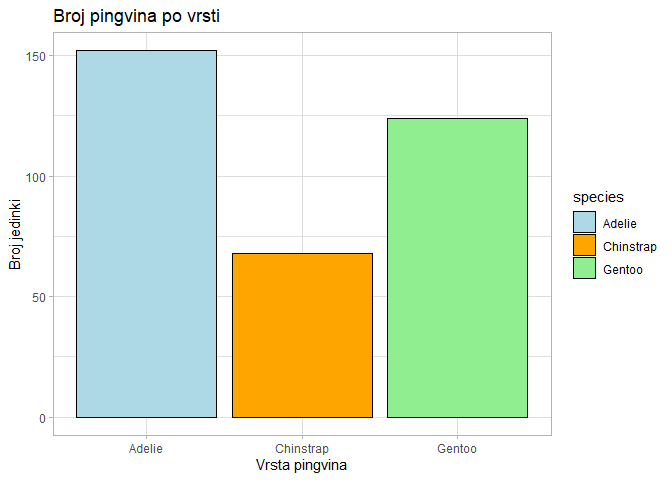 Broj pingvina po vrsti
150
100
50
0
Broj jedinki
Adelie
Chinstrap
Gentoo
Vrsta pingvina
species
Adelie
Chinstrap
Gentoo